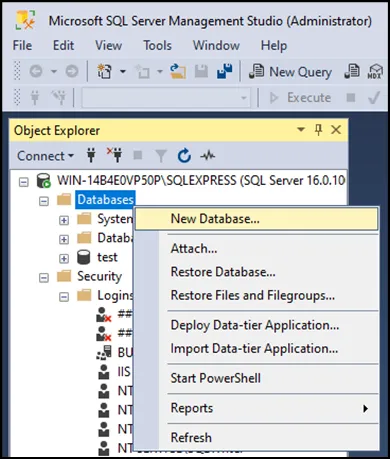 Microsoft SQL Server Management Studio (Administrator)
File Edit View Tools Window Help
New Query MDX
Execute
Object Explorer
Connect
WIN-14B4E0VP50P\SQLEXPRESS (SQL Server 16.0.10
Databases
System
New Database...
Databa
Attach...
test
Restore Database...
Security
Restore Files and Filegroups...
Logins
##
Deploy Data-tier Application...
##
Import Data-tier Application...
BU
IIS
Start PowerShell
NT
NT
Reports
NT
Refresh